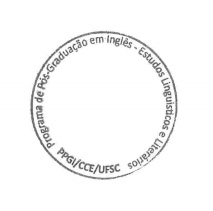 Programa de Pós-Graduação em Inglês - Estudos Linguísticos e Literários
PPGI/CCE/UFSC